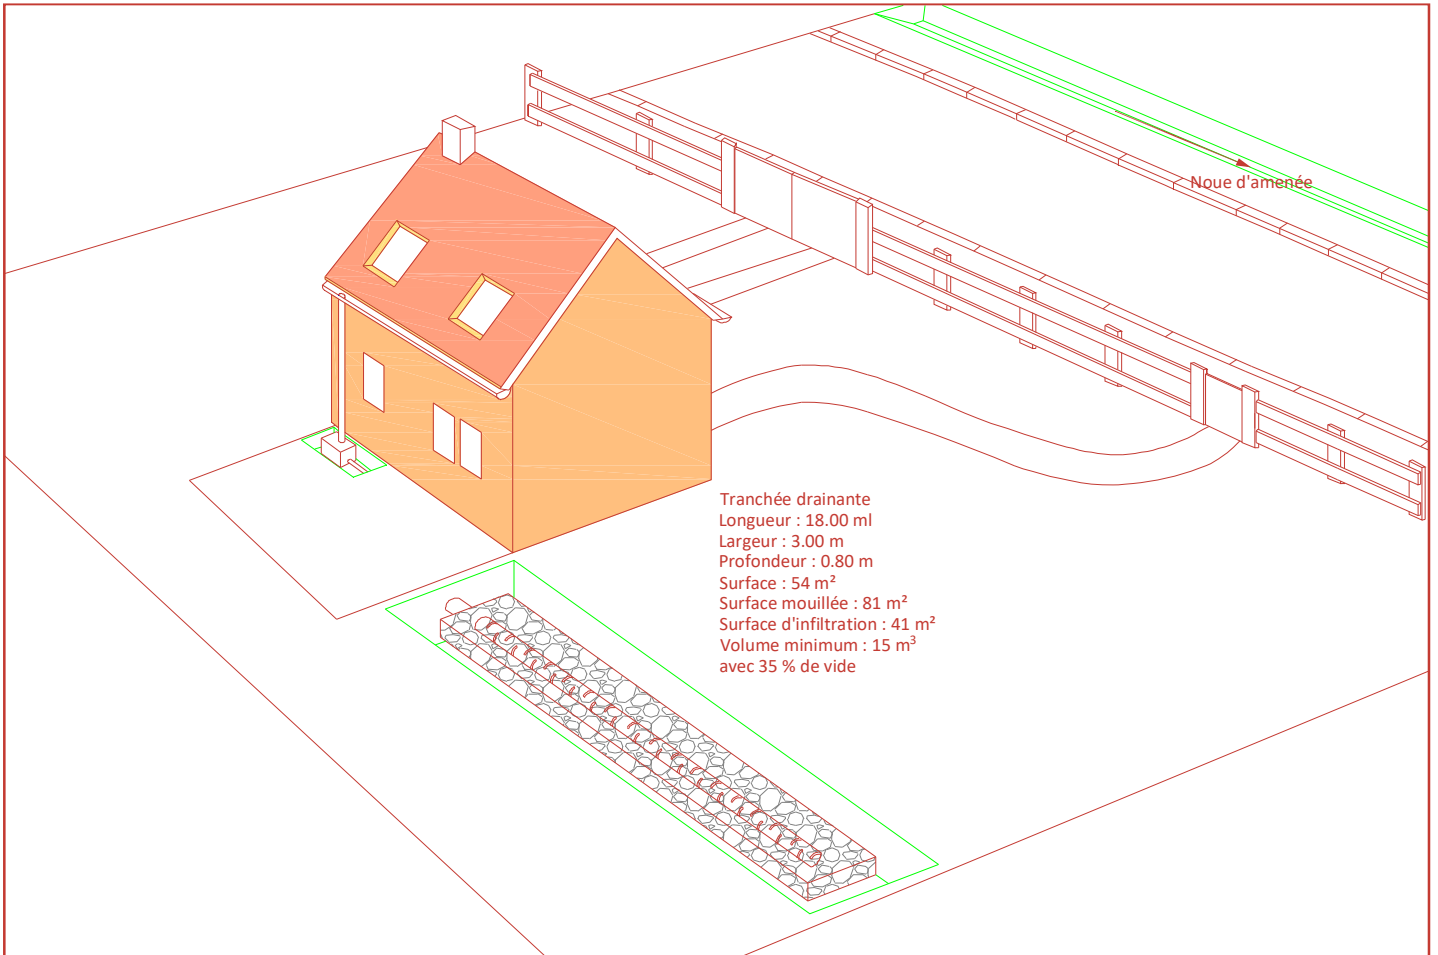 Noue d'amenée
Tranchée drainante
Longueur : 18.00 ml
Largeur : 3.00 m
Profondeur : 0.80 m
Surface : 54 m²
Surface mouillée : 81 m²
Surface d'infiltration : 41 m²
Volume minimum : 15 m³
avec 35 % de vide